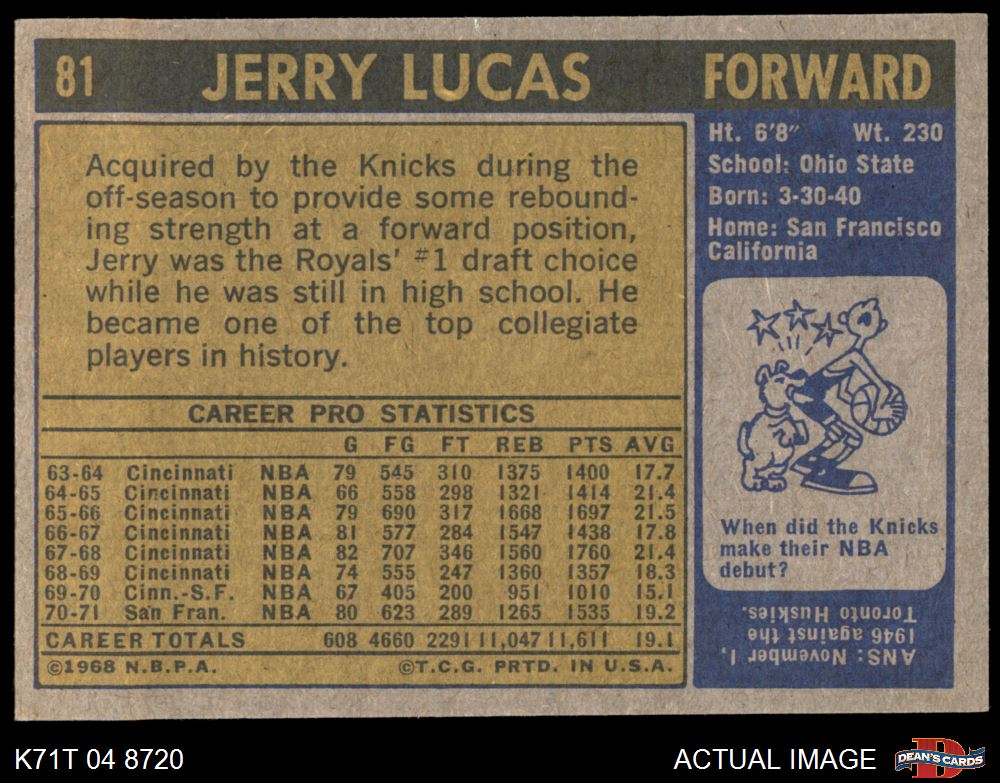 81 JERRY LUCAS FORWARD
Acquired by the Knicks during the
off-season to provide some rebound-
ing strength at a forward position,
Jerry was the Royals' #1 draft choice
while he was still in high school. He
became one of the top collegiate
players in history.
CAREER PRO STATISTICS
G FG FT REB PTS AVG
63-64 Cincinnati NBA 79 545 310 1375 1400 17.7
64-65 Cincinnati NBA 66 558 298 1321 1414 21.4
65-66 Cincinnati NBA 79 690 317 1668 1697 21.5
66-67 Cincinnati NBA 81 577 284 1547 1438 17.8
67-68 Cincinnati NBA 82 707 346 1560 1760 21.4
68-69 Cincinnati NBA 74 555 247 1360 1357 18.3
69-70 Cinn.-S.F. NBA 67 405 200 951 1010 15.1
70-71 San Fran. NBA 80 623 289 1265 1535 19.2
CAREER TOTALS 608 4660 2291 11,047 11,611 19.1
©1968 N.B.P.A. ©T.C.G. PRTD. IN U.S.A.
Ht. 6'8" Wt. 230
School: Ohio State
Born: 3-30-40
Home: San Francisco
California
When did the Knicks
make their NBA
debut?
ANS: November 1,
1946 against the
Toronto Huskies.
K71T 04 8720 ACTUAL IMAGE
D
DEAN'S CARDS